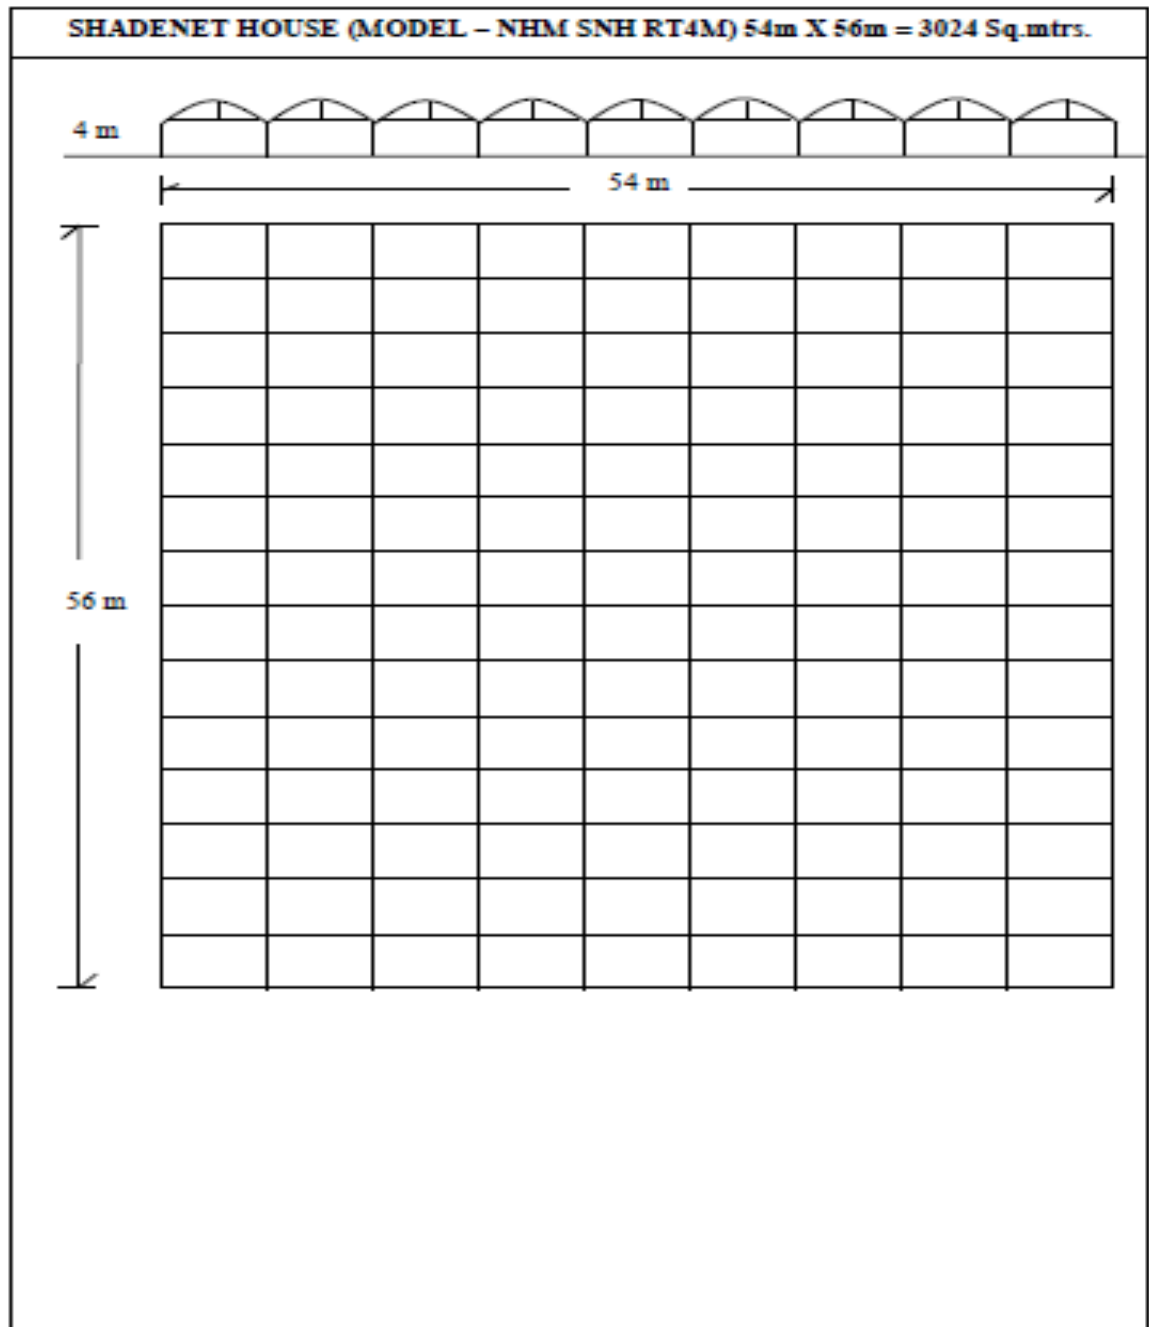 SHADENET HOUSE (MODEL – NHM SNH RT4M) 54m X 56m = 3024 Sq.mtrs.
4 m
54 m
56 m